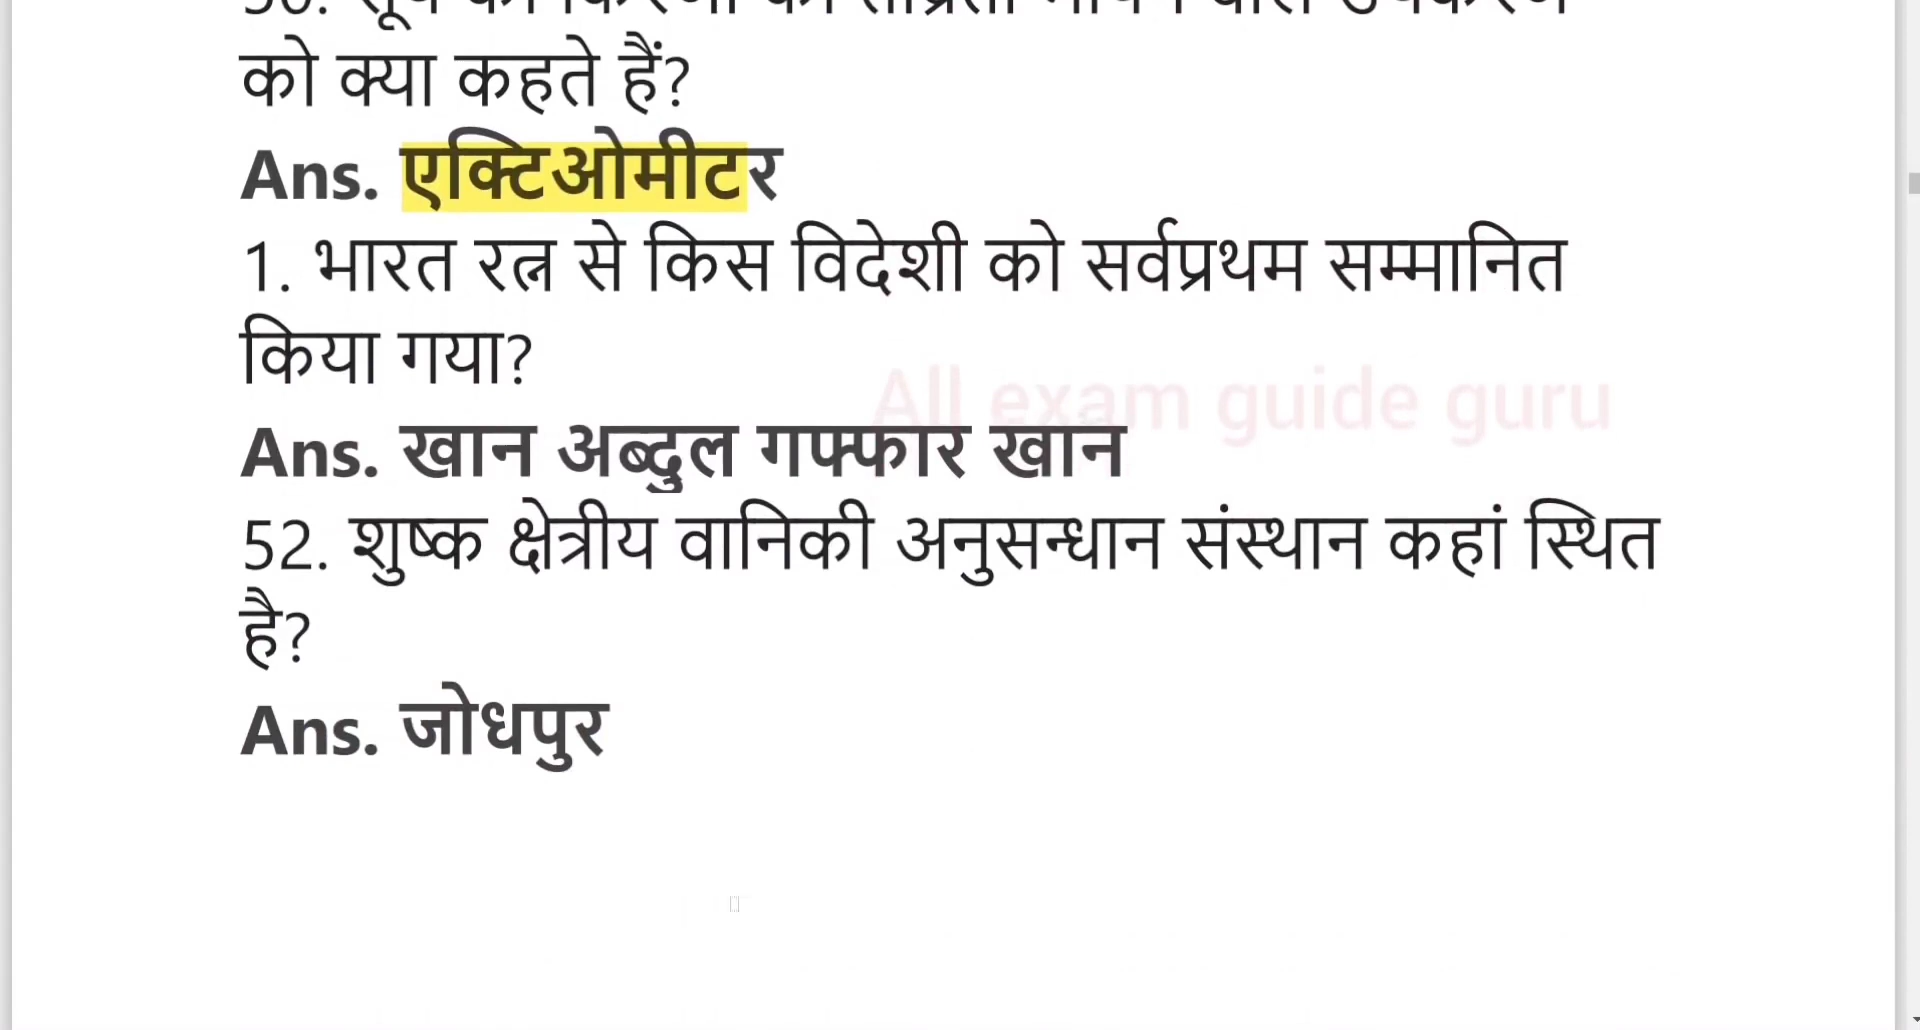 को क्या कहते हैं?
Ans. एक्टिओमीटर
1. भारत रत्न से किस विदेशी को सर्वप्रथम सम्मानित
किया गया?
All exam guide guru
Ans. खान अब्दुल गफ्फार खान
52. शुष्क क्षेत्रीय वानिकी अनुसन्धान संस्थान कहां स्थित
है?
Ans. जोधपुर